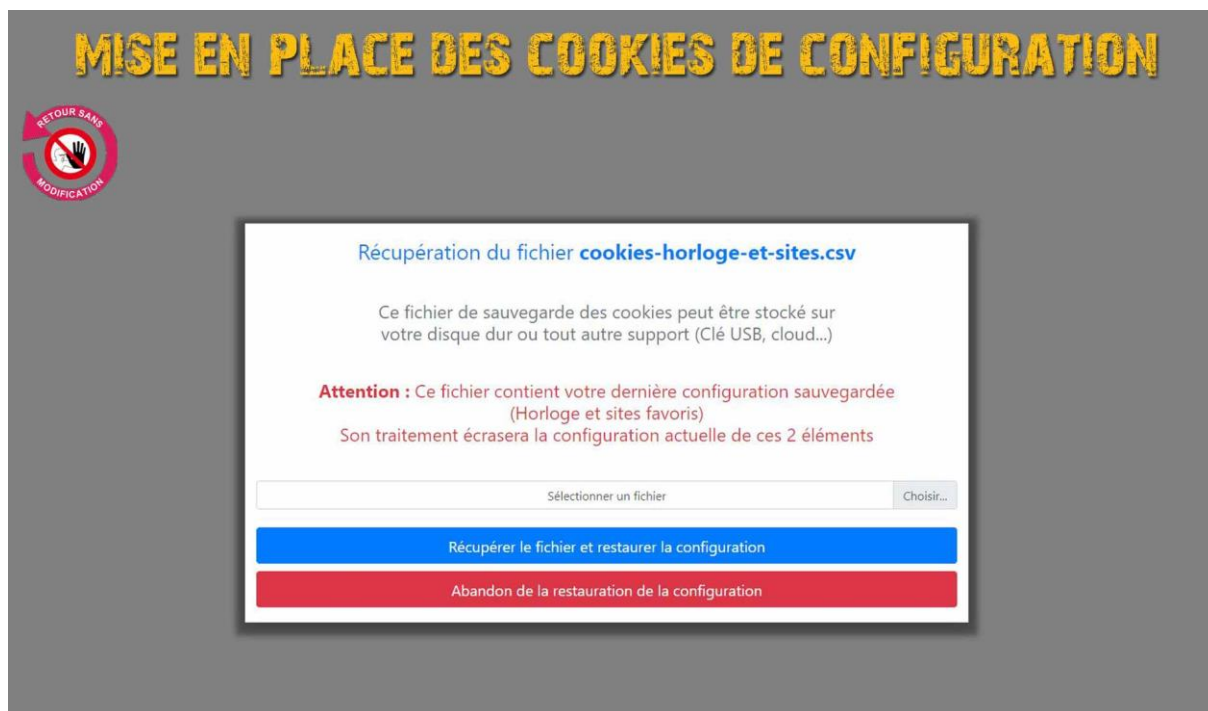 MISE EN PLACE DES COOKIES DE CONFIGURATION
RETOUR SANS
MODIFICATION
Récupération du fichier cookies-horloge-et-sites.csv
Ce fichier de sauvegarde des cookies peut être stocké sur
votre disque dur ou tout autre support (Clé USB, cloud...)
Attention : Ce fichier contient votre dernière configuration sauvegardée
(Horloge et sites favoris)
Son traitement écrasera la configuration actuelle de ces 2 éléments
Sélectionner un fichier Choisir...
Récupérer le fichier et restaurer la configuration
Abandon de la restauration de la configuration